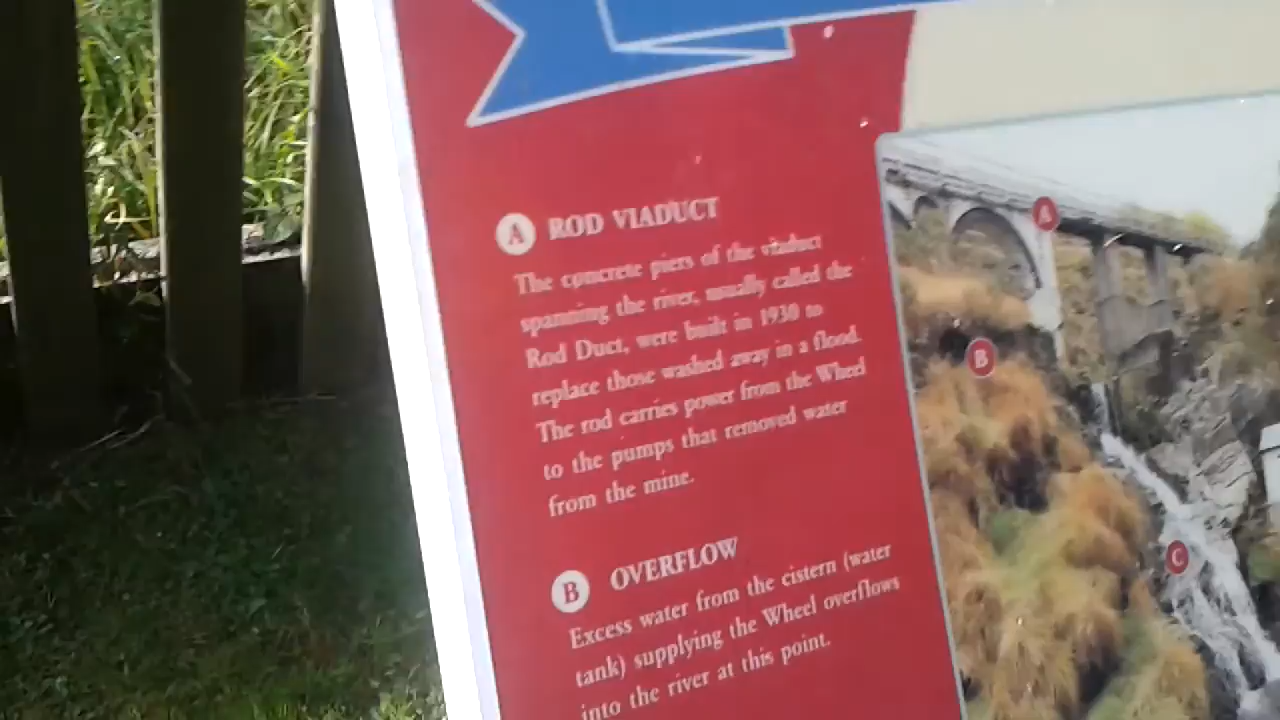 A ROD VIADUCT
The concrete piers of the viaduct
spanning the river, usually called the
Rod Duct, were built in 1930 to
replace those washed away in a flood.
The rod carries power from the Wheel
to the pumps that removed water
from the mine.
B OVERFLOW
Excess water from the cistern (water
tank) supplying the Wheel overflows
into the river at this point.
A
B
C